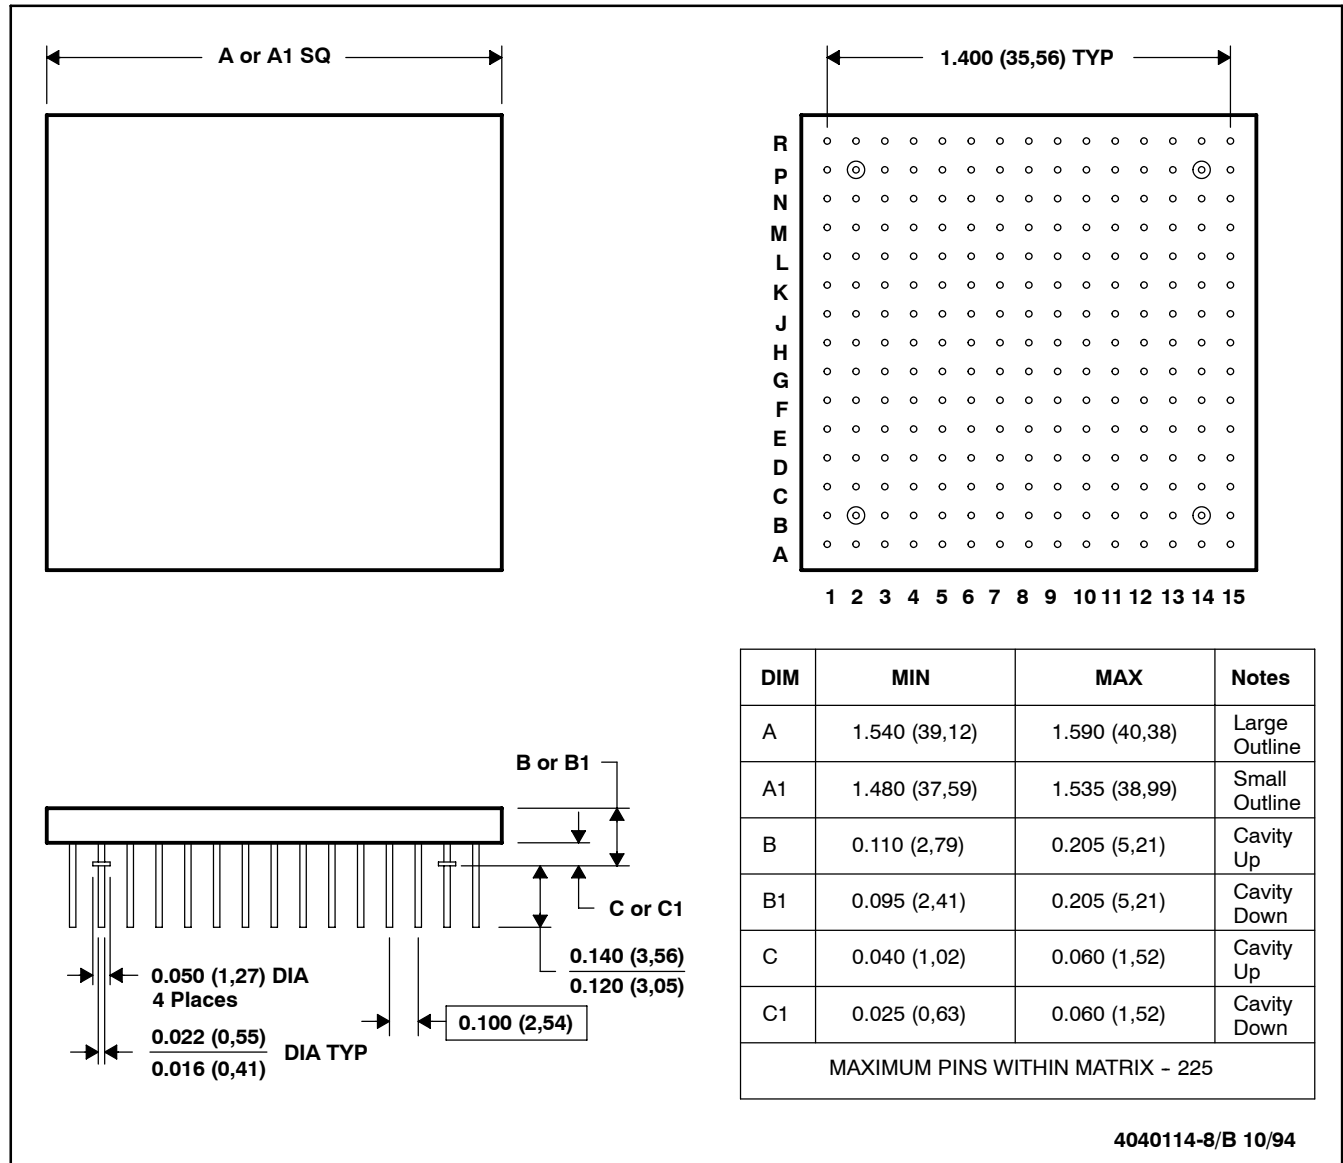 A or A1 SQ
1.400 (35,56) TYP
R
P
N
M
L
K
J
H
G
F
E
D
C
B
A
1 2 3 4 5 6 7 8 9 10 11 12 13 14 15
B or B1
C or C1
0.140 (3,56)
0.120 (3,05)
0.050 (1,27) DIA
4 Places
0.100 (2,54)
0.022 (0,55)
0.016 (0,41)
DIA TYP
DIM MIN MAX Notes
A 1.540 (39,12) 1.590 (40,38) Large Outline
A1 1.480 (37,59) 1.535 (38,99) Small Outline
B 0.110 (2,79) 0.205 (5,21) Cavity Up
B1 0.095 (2,41) 0.205 (5,21) Cavity Down
C 0.040 (1,02) 0.060 (1,52) Cavity Up
C1 0.025 (0,63) 0.060 (1,52) Cavity Down
MAXIMUM PINS WITHIN MATRIX - 225
4040114-8/B 10/94